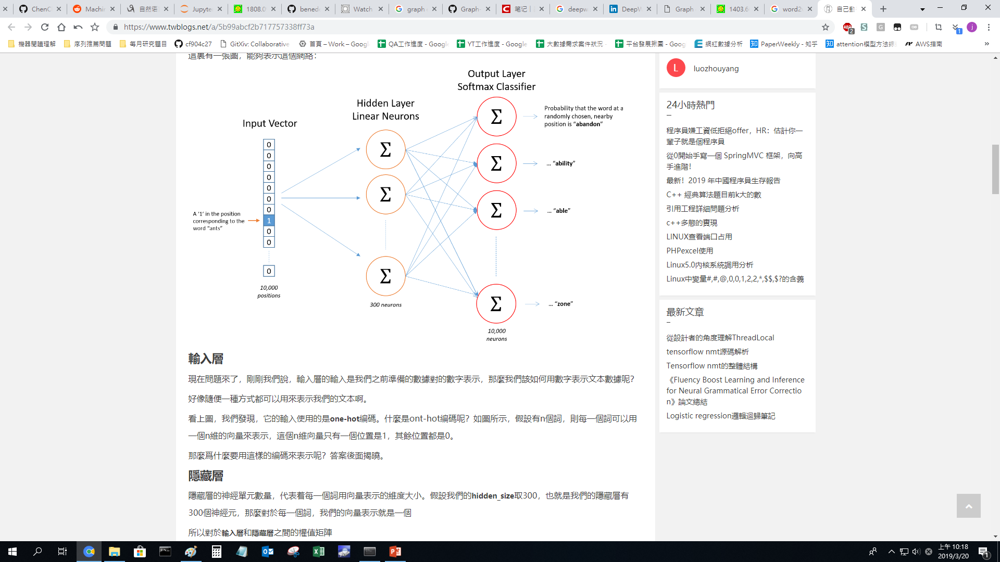 ChenC
Machin
自然语
Jupyte
1808.0
bened
Watch
graph
Graph
笔记 |
deepw
DeepW
Graph
1403.6
word2
自己動
https://www.twblogs.net/a/5b99abcf2b717757338ff73a
機器閱讀理解
序列推薦問題
每月研究題目
cf904c27
GitXiv: Collaborative
首頁 – Work – Googl
QA工作進度 - Google
YT工作進度 - Google
大數據需求案件狀況 -
平台發展揪團 - Goog
網紅數據分析
PaperWeekly - 知乎
attention模型方法綜
AWS指南
這裏有一張圖，能夠表示這個網絡：
Output Layer
Softmax Classifier
Hidden Layer
Linear Neurons
Input Vector
Probability that the word at a
randomly chosen, nearby
position is “abandon”
0
0
0
0
0
0
0
1
0
0
0
A ‘1’ in the position
corresponding to the
word “ants”
10,000
positions
Σ
Σ
Σ
300 neurons
Σ
Σ
Σ
Σ
... “ability”
... “able”
... “zone”
10,000
neurons
輸入層
現在問題來了，剛剛我們說，輸入層的輸入是我們之前準備的數據對的數字表示，那麼我們該如何用數字表示文本數據呢？
好像隨便一種方式都可以用來表示我們的文本啊。
看上圖，我們發現，它的輸入使用的是one-hot編碼。什麼是ont-hot編碼呢？如圖所示，假設有n個詞，則每一個詞可以用
一個n維的向量來表示，這個n維向量只有一個位置是1，其餘位置都是0。
那麼爲什麼要用這樣的編碼來表示呢？答案後面揭曉。
隱藏層
隱藏層的神經單元數量，代表着每一個詞用向量表示的維度大小。假設我們的hidden_size取300，也就是我們的隱藏層有
300個神經元，那麼對於每一個詞，我們的向量表示就是一個
所以對於輸入層和隱藏層之間的權值矩陣
L
luozhouyang
24小時熱門
程序員嫌工資低拒絕offer，HR：估計你一
輩子就是個程序員
從0開始手寫一個 SpringMVC 框架，向高
手進階！
最新！2019 年中國程序員生存報告
C++ 經典算法題目前k大的數
引用工程詳細問題分析
c++多態的實現
LINUX查看端口占用
PHPexcel使用
Linux5.0內核系統調用分析
Linux中變量#,#,@,0,0,1,2,2,*,$$,$?的含義
最新文章
從設計者的角度理解ThreadLocal
tensorflow nmt源碼解析
Tensorflow nmt的整體結構
《Fluency Boost Learning and Inference
for Neural Grammatical Error Correctio
n》論文總結
Logistic regression邏輯迴歸筆記
上午 10:18
2019/3/20